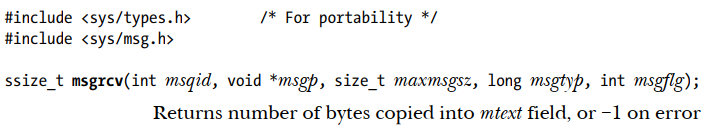 #include <sys/types.h>        /* For portability */
#include <sys/msg.h>
ssize_t msgrcv(int msqid, void *msgp, size_t maxmsgsz, long msgtyp, int msgflg);
Returns number of bytes copied into mtext field, or −1 on error